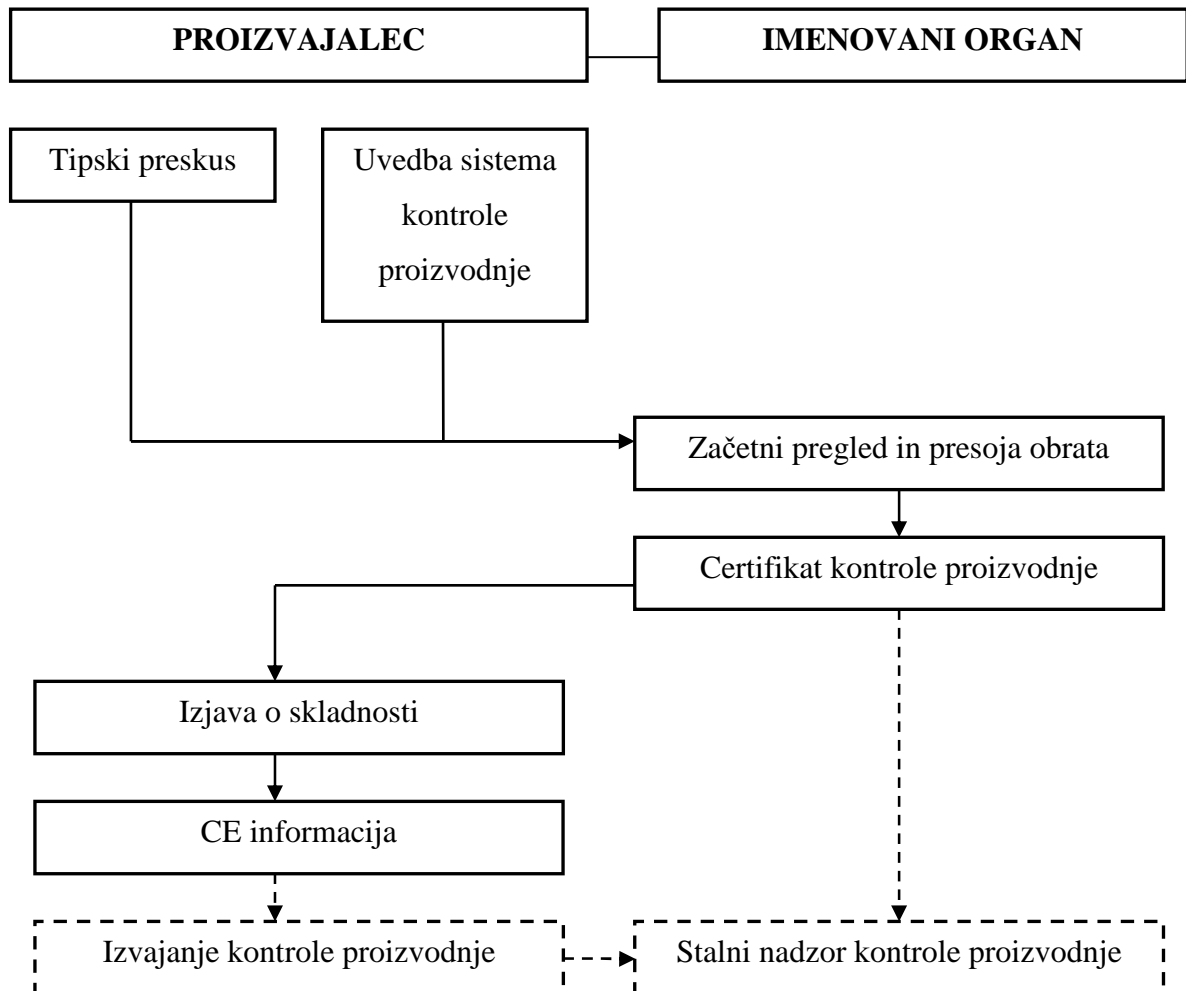 PROIZVAJALEC
IMENOVANI ORGAN
Tipski preskus
Uvedba sistema
kontrole
proizvodnje
Začetni pregled in presoja obrata
Certifikat kontrole proizvodnje
Izjava o skladnosti
CE informacija
Izvajanje kontrole proizvodnje
Stalni nadzor kontrole proizvodnje